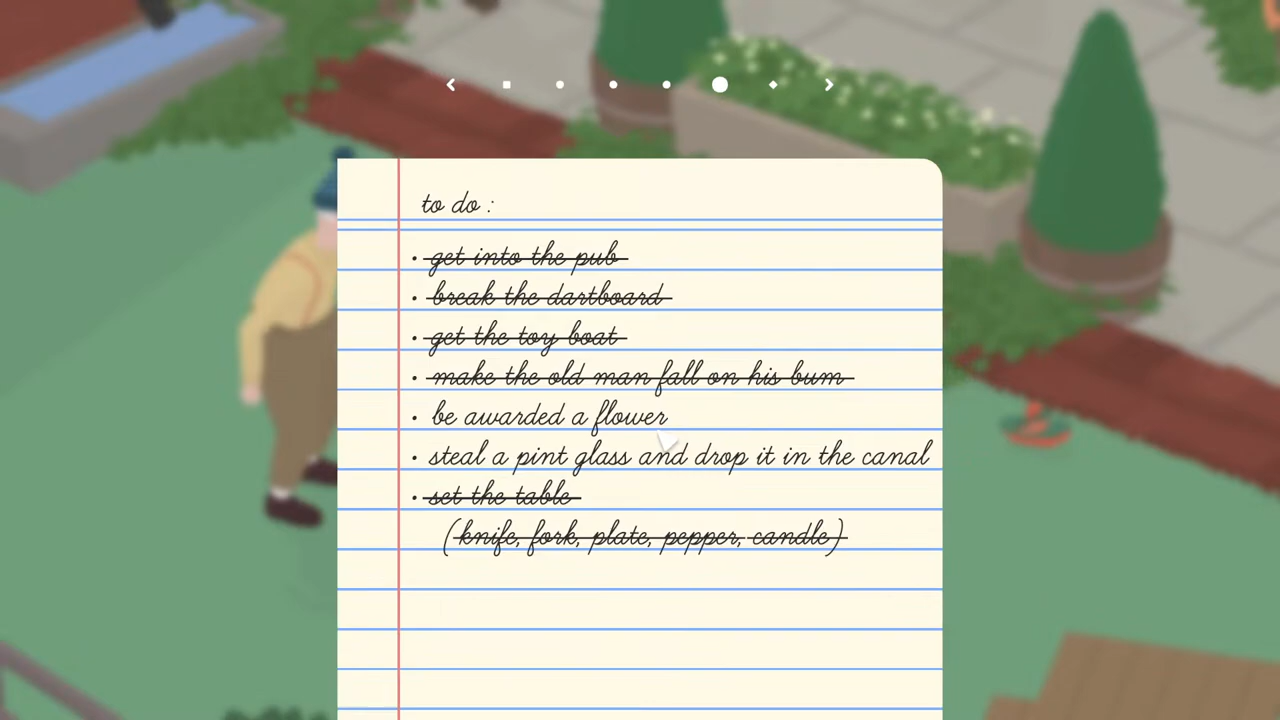 to do :
• get into the pub
• break the dartboard
• get the toy boat
• make the old man fall on his bum
• be awarded a flower
• steal a pint glass and drop it in the canal
• set the table
(knife, fork, plate, pepper, candle)